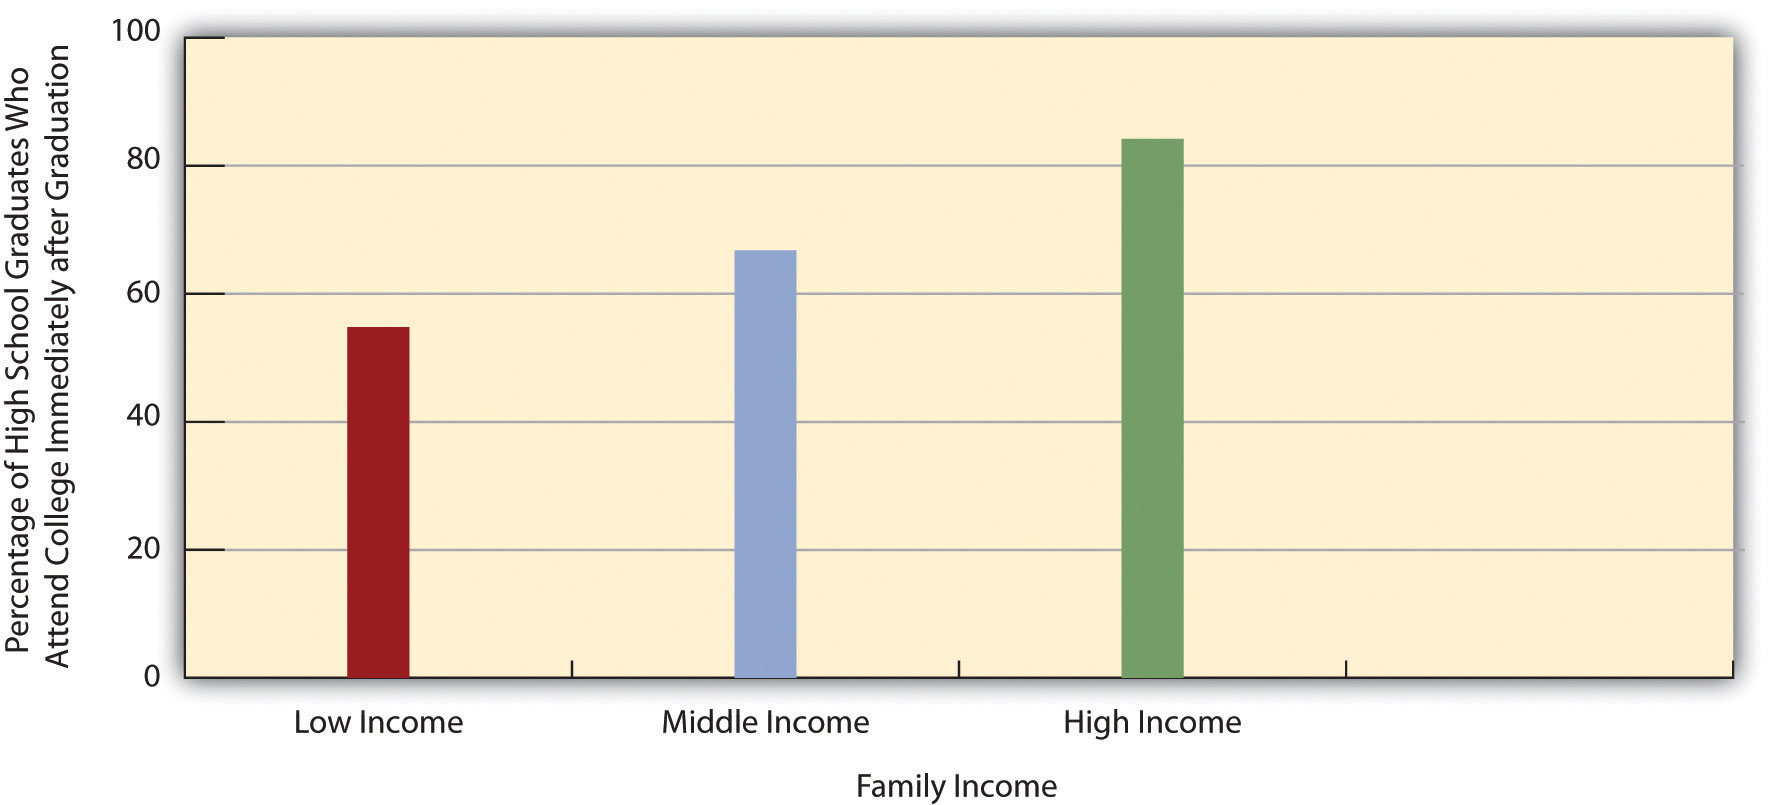 Percentage of High School Graduates Who
Attend College Immediately after Graduation
100
80
60
40
20
0
Low Income
Middle Income
High Income
Family Income